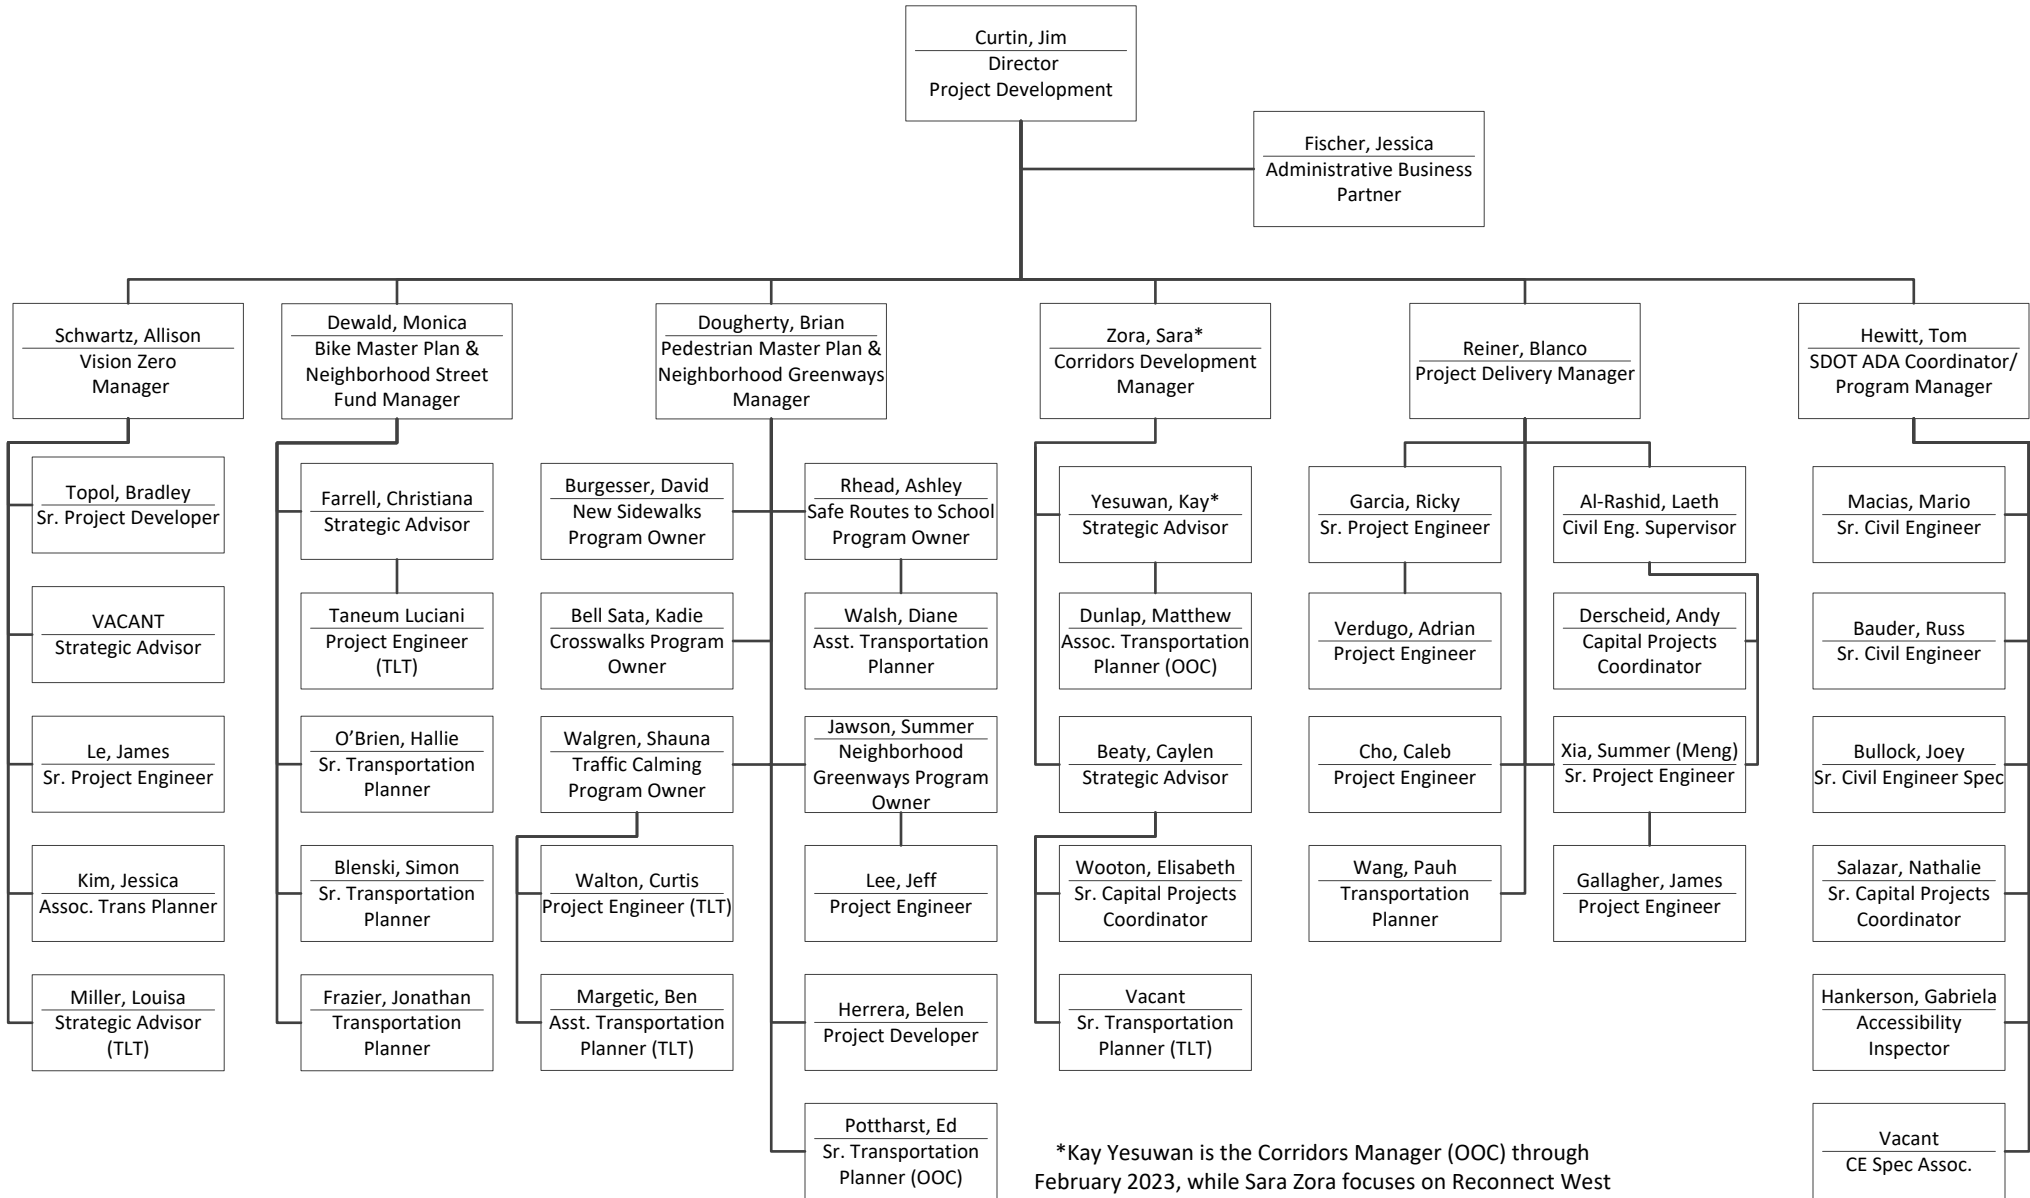 Curtin, Jim
Director
Project Development
Fischer, Jessica
Administrative Business
Partner
Schwartz, Allison
Vision Zero
Manager
Dewald, Monica
Bike Master Plan &
Neighborhood Street
Fund Manager
Dougherty, Brian
Pedestrian Master Plan &
Neighborhood Greenways
Manager
Zora, Sara*
Corridors Development
Manager
Reiner, Blanco
Project Delivery Manager
Hewitt, Tom
SDOT ADA Coordinator/
Program Manager
Topol, Bradley
Sr. Project Developer
Farrell, Christiana
Strategic Advisor
Burgesser, David
New Sidewalks
Program Owner
Rhead, Ashley
Safe Routes to School
Program Owner
Yesuwan, Kay*
Strategic Advisor
Garcia, Ricky
Sr. Project Engineer
Al-Rashid, Laeth
Civil Eng. Supervisor
Macias, Mario
Sr. Civil Engineer
VACANT
Strategic Advisor
Taneum Luciani
Project Engineer
(TLT)
Bell Sata, Kadie
Crosswalks Program
Owner
Walsh, Diane
Asst. Transportation
Planner
Dunlap, Matthew
Assoc. Transportation
Planner (OOC)
Verdugo, Adrian
Project Engineer
Derscheid, Andy
Capital Projects
Coordinator
Bauder, Russ
Sr. Civil Engineer
Le, James
Sr. Project Engineer
O’Brien, Hallie
Sr. Transportation
Planner
Walgren, Shauna
Traffic Calming
Program Owner
Jawson, Summer
Neighborhood
Greenways Program
Owner
Beaty, Caylen
Strategic Advisor
Cho, Caleb
Project Engineer
Xia, Summer (Meng)
Sr. Project Engineer
Bullock, Joey
Sr. Civil Engineer Spec
Kim, Jessica
Assoc. Trans Planner
Blenski, Simon
Sr. Transportation
Planner
Walton, Curtis
Project Engineer (TLT)
Lee, Jeff
Project Engineer
Wooton, Elisabeth
Sr. Capital Projects
Coordinator
Wang, Pauh
Transportation
Planner
Gallagher, James
Project Engineer
Salazar, Nathalie
Sr. Capital Projects
Coordinator
Miller, Louisa
Strategic Advisor
(TLT)
Frazier, Jonathan
Transportation
Planner
Margetic, Ben
Asst. Transportation
Planner (TLT)
Herrera, Belen
Project Developer
Vacant
Sr. Transportation
Planner (TLT)
Hankerson, Gabriela
Accessibility
Inspector
Pottharst, Ed
Sr. Transportation
Planner (OOC)
*Kay Yesuwan is the Corridors Manager (OOC) through
February 2023, while Sara Zora focuses on Reconnect West
Vacant
CE Spec Assoc.